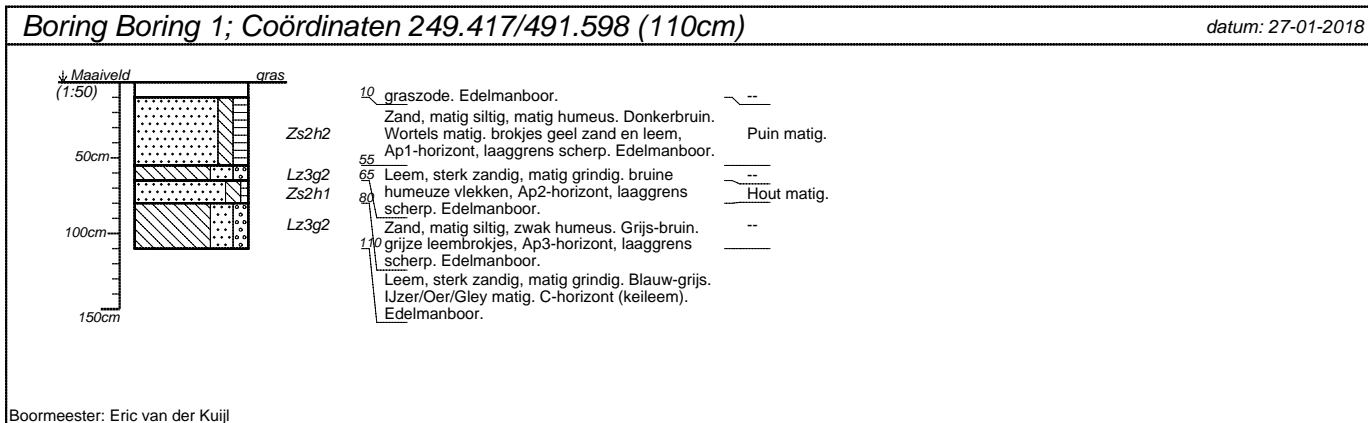 Boring Boring 1; Coördinaten 249.417/491.598 (110cm)
datum: 27-01-2018
Maaiveld
gras
(1:50)
50cm
100cm
150cm
Zs2h2
Lz3g2
Zs2h1
Lz3g2
10
55
65
80
110
graszode. Edelmanboor.
Zand, matig siltig, matig humeus. Donkerbruin.
Wortels matig. brokjes geel zand en leem,
Ap1-horizont, laaggrens scherp. Edelmanboor.
Leem, sterk zandig, matig grindig. bruine
humeuze vlekken, Ap2-horizont, laaggrens
scherp. Edelmanboor.
Zand, matig siltig, zwak humeus. Grijs-bruin.
grijze leembrokjes, Ap3-horizont, laaggrens
scherp. Edelmanboor.
Leem, sterk zandig, matig grindig. Blauw-grijs.
IJzer/Oer/Gley matig. C-horizont (keileem).
Edelmanboor.
--
Puin matig.
--
Hout matig.
--
Boormeester: Eric van der Kuijl